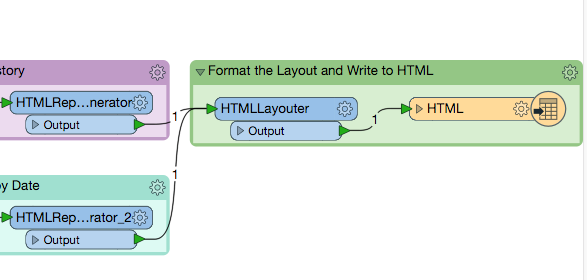 story
HTMLRep...nerator
Output
1
by Date
HTMLRep...rator_2
Output
1
Format the Layout and Write to HTML
HTMLLayouter
Output
1
HTML